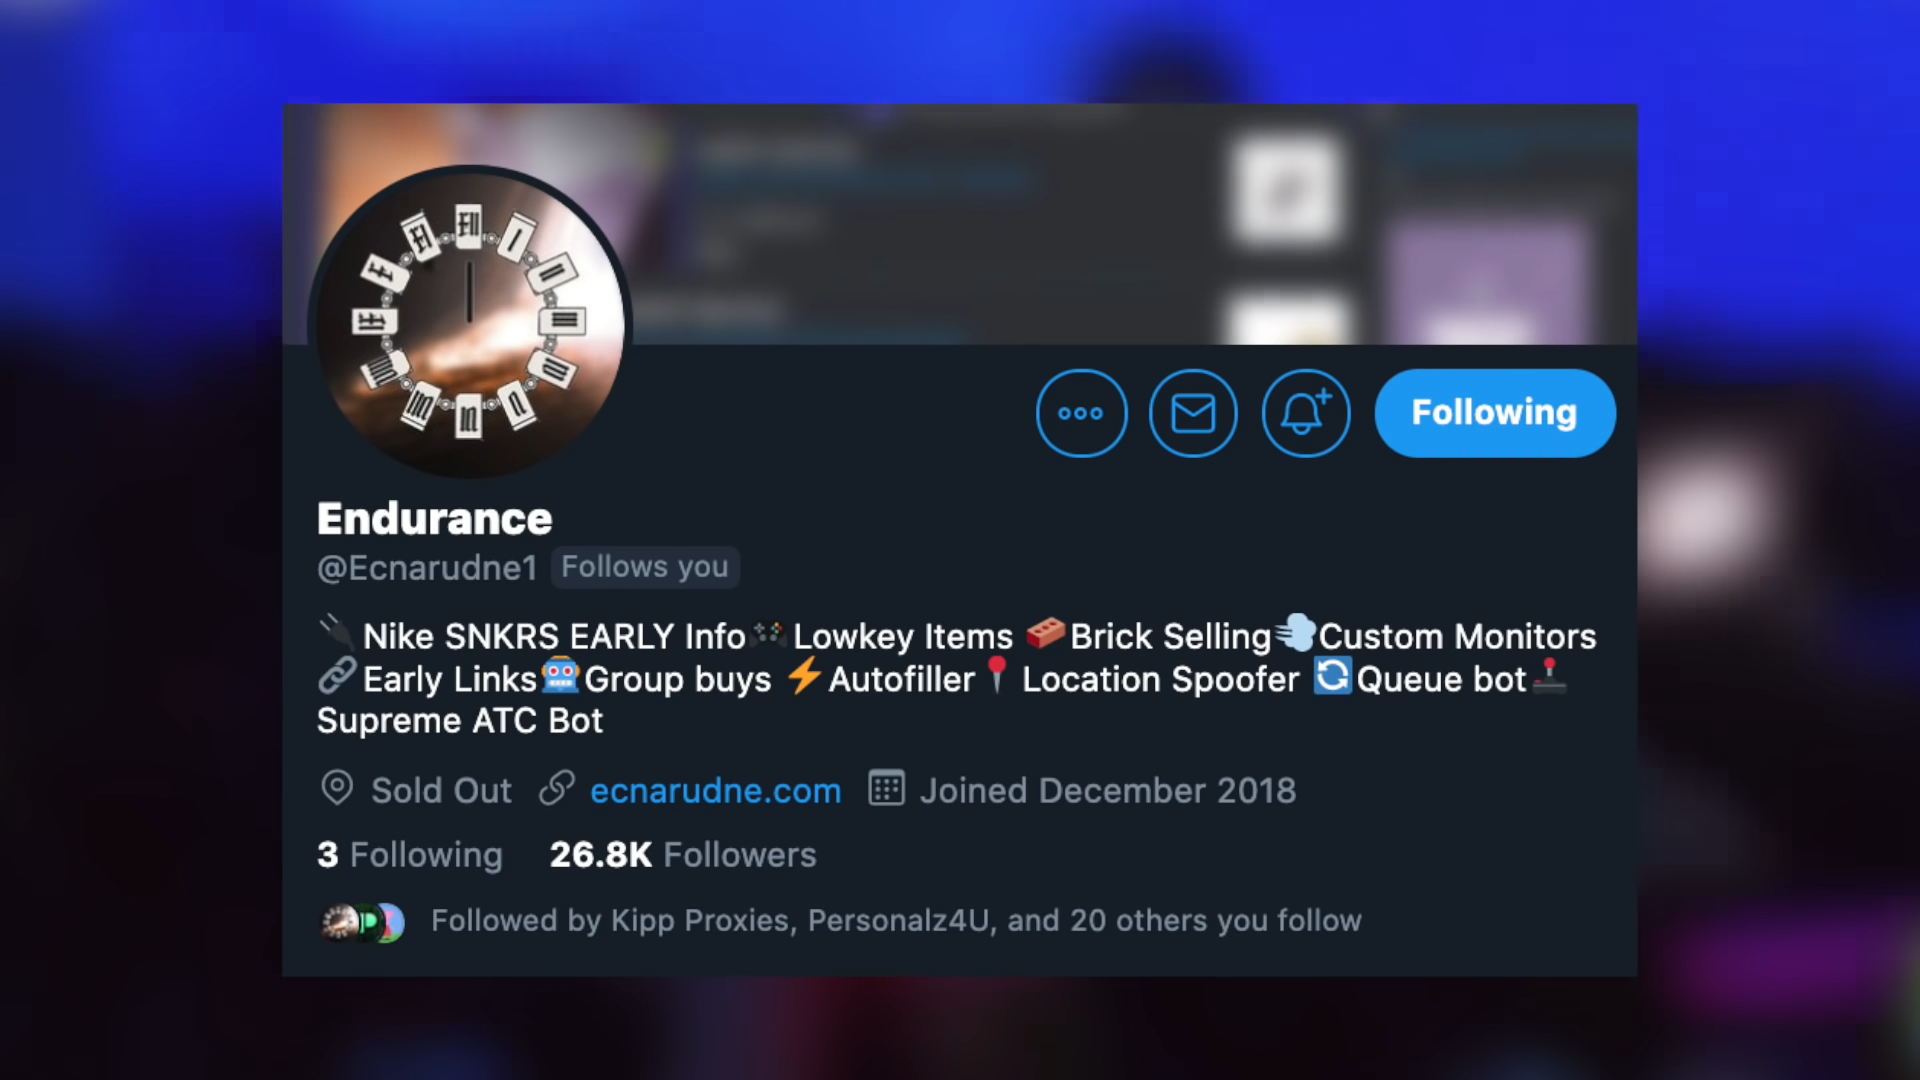 Following
Endurance
@Ecnarudne1 Follows you
🔌Nike SNKRS EARLY Info🎮Lowkey Items 🧱Brick Selling💨Custom Monitors
🔗Early Links🤖Group buys ⚡Autofiller📍Location Spoofer 🔄Queue bot🕹
Supreme ATC Bot
Sold Out ecnarudne.com Joined December 2018
3 Following 26.8K Followers
Followed by Kipp Proxies, Personalz4U, and 20 others you follow